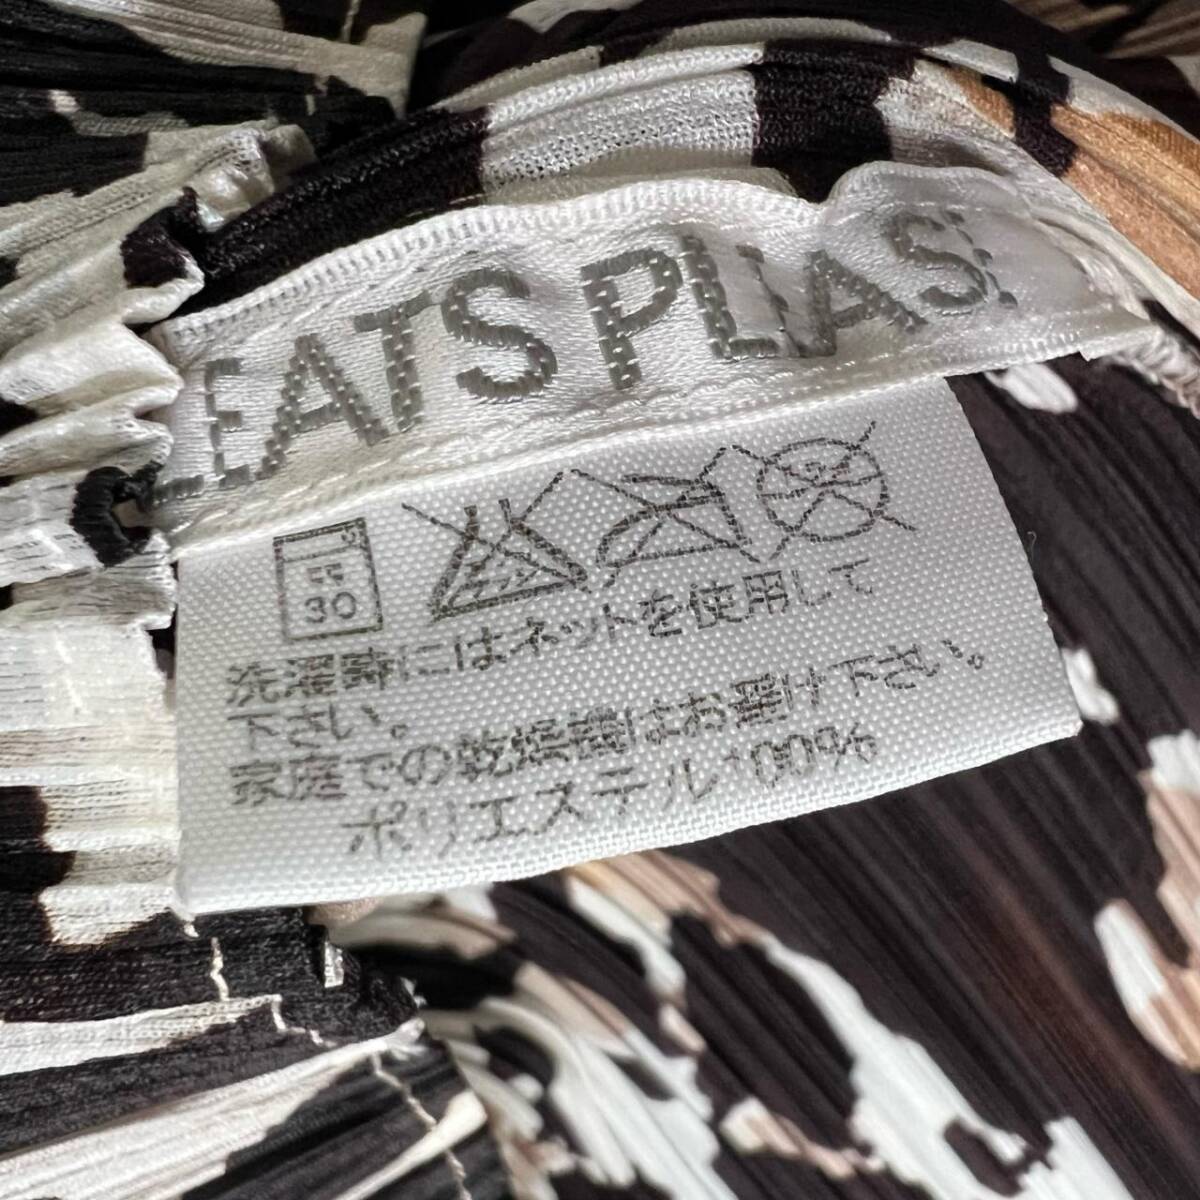 LEATS PLEAS
30
洗濯時にはネットを使用して
下さい。
家庭での乾燥機はお避け下さい。
ポリエステル100%